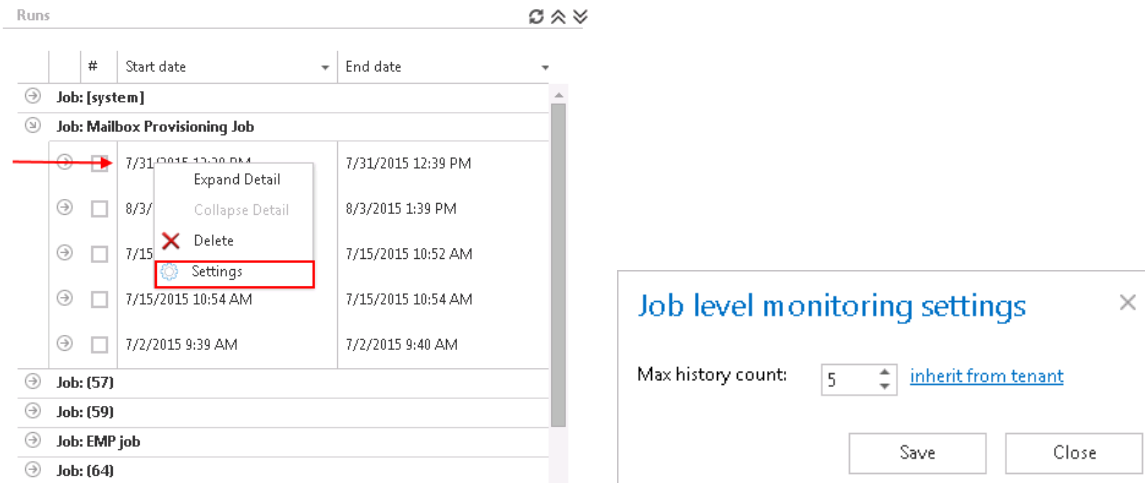 Runs
# Start date End date
Job: [system]
Job: Mailbox Provisioning Job
7/31/2015 12:39 PM 7/31/2015 12:39 PM
Expand Detail
8/3/ 8/3/2015 1:39 PM
Collapse Detail
Delete
7/15 7/15/2015 10:52 AM
Settings
7/15/2015 10:54 AM 7/15/2015 10:54 AM
7/2/2015 9:39 AM 7/2/2015 9:40 AM
Job: (57)
Job: (59)
Job: EMP job
Job: (64)
Job level monitoring settings
Max history count: 5 inherit from tenant
Save Close